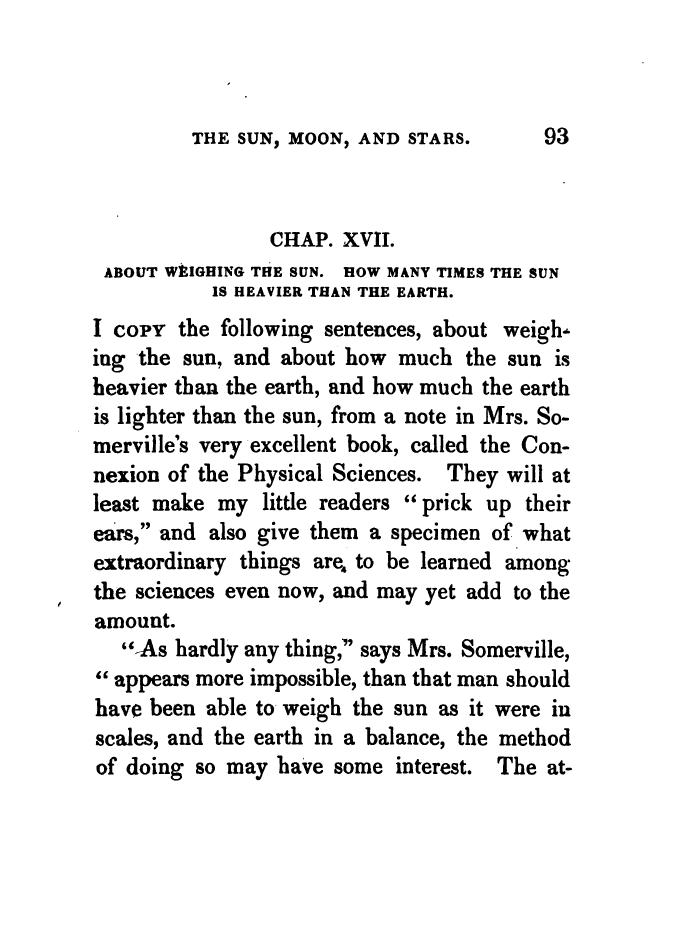 THE SUN, MOON, AND STARS. 93
CHAP. XVII.
ABOUT WEIGHING THE SUN. HOW MANY TIMES THE SUN
IS HEAVIER THAN THE EARTH.
I COPY the following sentences, about weigh-
ing the sun, and about how much the sun is
heavier than the earth, and how much the earth
is lighter than the sun, from a note in Mrs. So-
merville's very excellent book, called the Con-
nexion of the Physical Sciences. They will at
least make my little readers "prick up their
ears," and also give them a specimen of what
extraordinary things are, to be learned among
the sciences even now, and may yet add to the
amount.
"As hardly any thing," says Mrs. Somerville,
"appears more impossible, than that man should
have been able to weigh the sun as it were in
scales, and the earth in a balance, the method
of doing so may have some interest. The at-